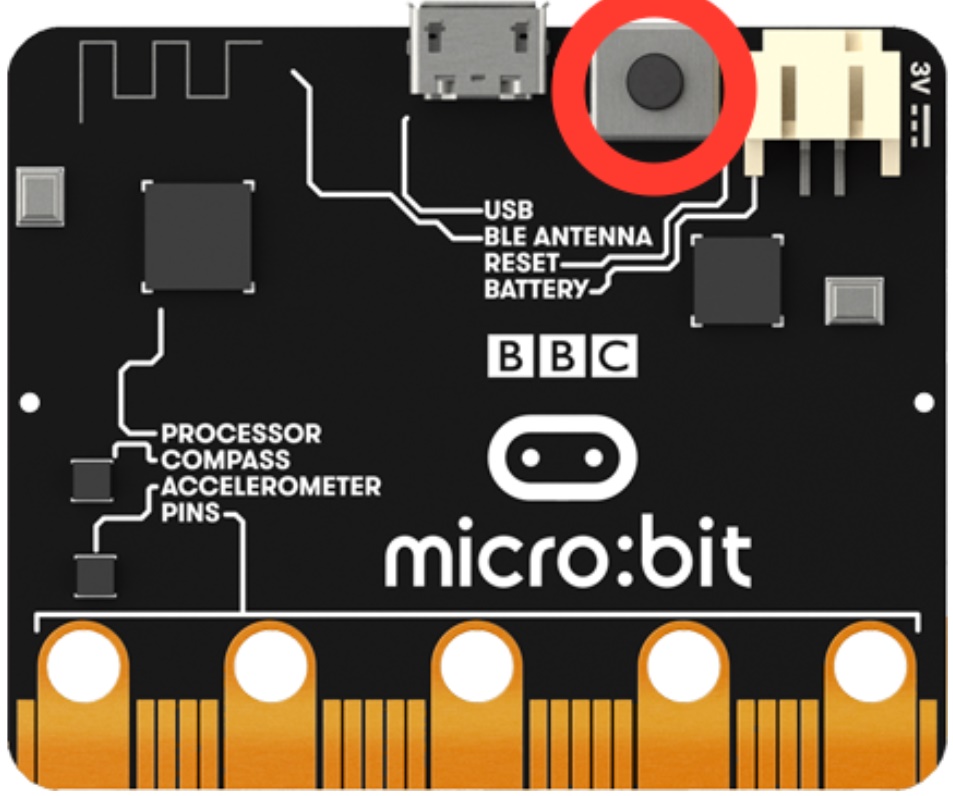 3V
USB
BLE ANTENNA
RESET
BATTERY
BBC
PROCESSOR
COMPASS
ACCELEROMETER
PINS
micro:bit